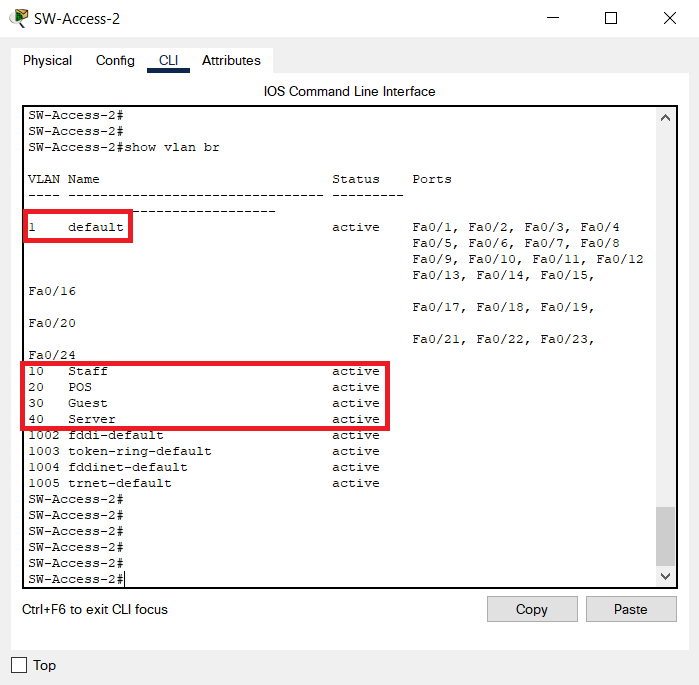 SW-Access-2
Physical Config CLI Attributes
IOS Command Line Interface
SW-Access-2#
SW-Access-2#
SW-Access-2#show vlan br
VLAN Name Status Ports
---- -------------------------------- --------- -------------------------------
1 default active Fa0/1, Fa0/2, Fa0/3, Fa0/4
Fa0/5, Fa0/6, Fa0/7, Fa0/8
Fa0/9, Fa0/10, Fa0/11, Fa0/12
Fa0/13, Fa0/14, Fa0/15,
Fa0/16
Fa0/17, Fa0/18, Fa0/19,
Fa0/20
Fa0/21, Fa0/22, Fa0/23,
Fa0/24
10 Staff active
20 POS active
30 Guest active
40 Server active
1002 fddi-default active
1003 token-ring-default active
1004 fddinet-default active
1005 trnet-default active
SW-Access-2#
SW-Access-2#
SW-Access-2#
SW-Access-2#
SW-Access-2#
SW-Access-2#
Ctrl+F6 to exit CLI focus
Copy Paste
Top